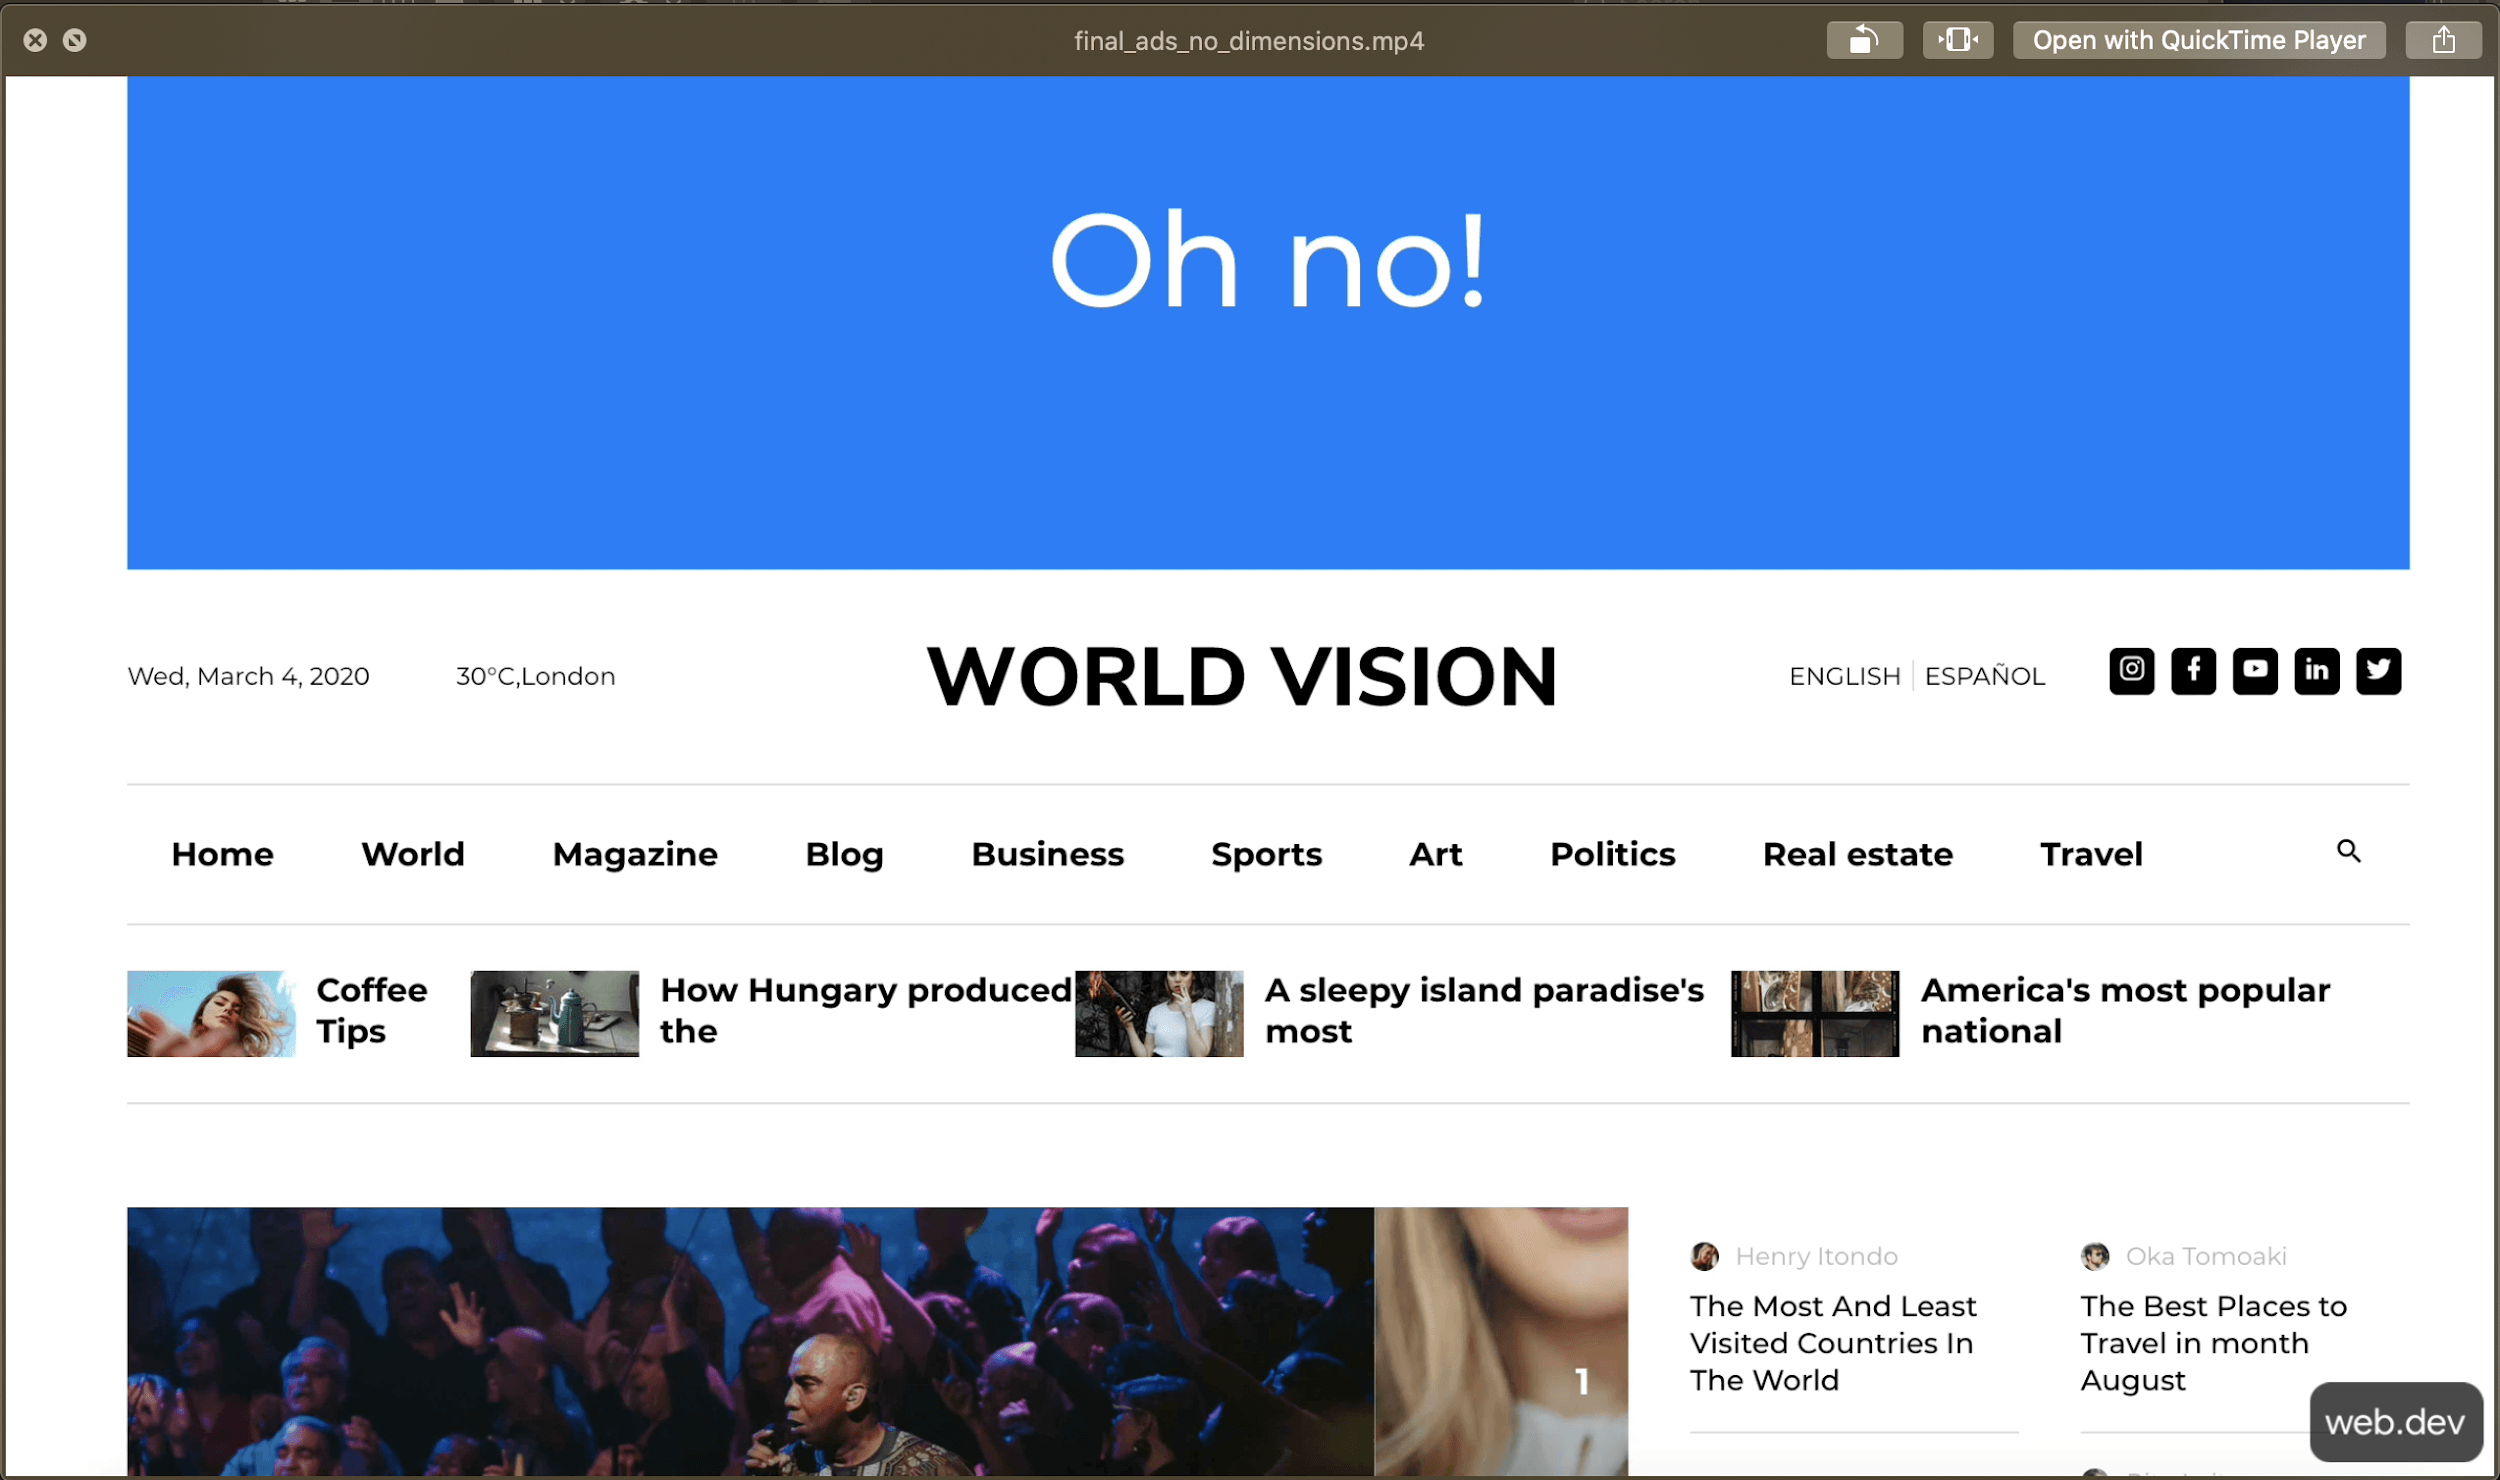 final_ads_no_dimensions.mp4
Open with QuickTime Player
Oh no!
Wed, March 4, 2020
30°C,London
WORLD VISION
ENGLISH
ESPAÑOL
Home
World
Magazine
Blog
Business
Sports
Art
Politics
Real estate
Travel
Coffee
Tips
How Hungary produced
the
A sleepy island paradise's
most
America's most popular
national
1
Henry Itondo
The Most And Least
Visited Countries In
The World
Oka Tomoaki
The Best Places to
Travel in month
August
web.dev